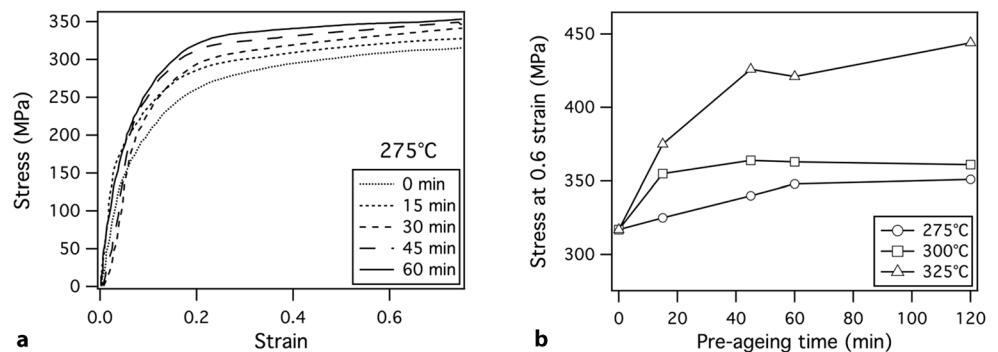 350
300
250
200
150
100
50
0
Stress (MPa)
0.0
0.2
0.4
0.6
Strain
275°C
0 min
15 min
30 min
45 min
60 min
a
450
400
350
300
Stress at 0.6 strain (MPa)
0
20
40
60
80
100
120
Pre-ageing time (min)
275°C
300°C
325°C
b